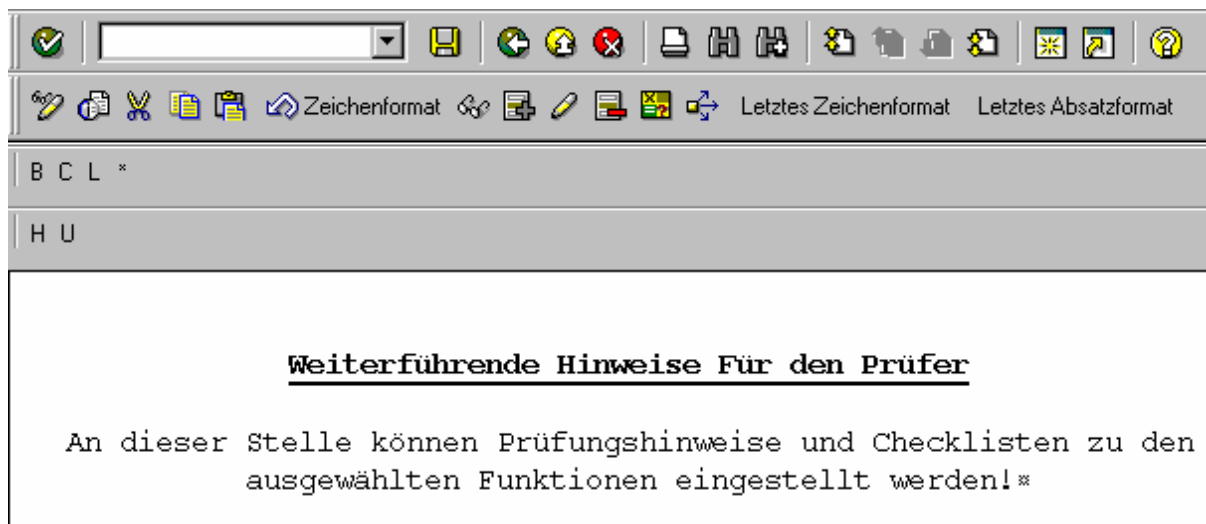 Zeichenformat Letztes Zeichenformat Letztes Absatzformat
B C L *
H U
Weiterführende Hinweise Für den Prüfer
An dieser Stelle können Prüfungshinweise und Checklisten zu den
ausgewählten Funktionen eingestellt werden!¤